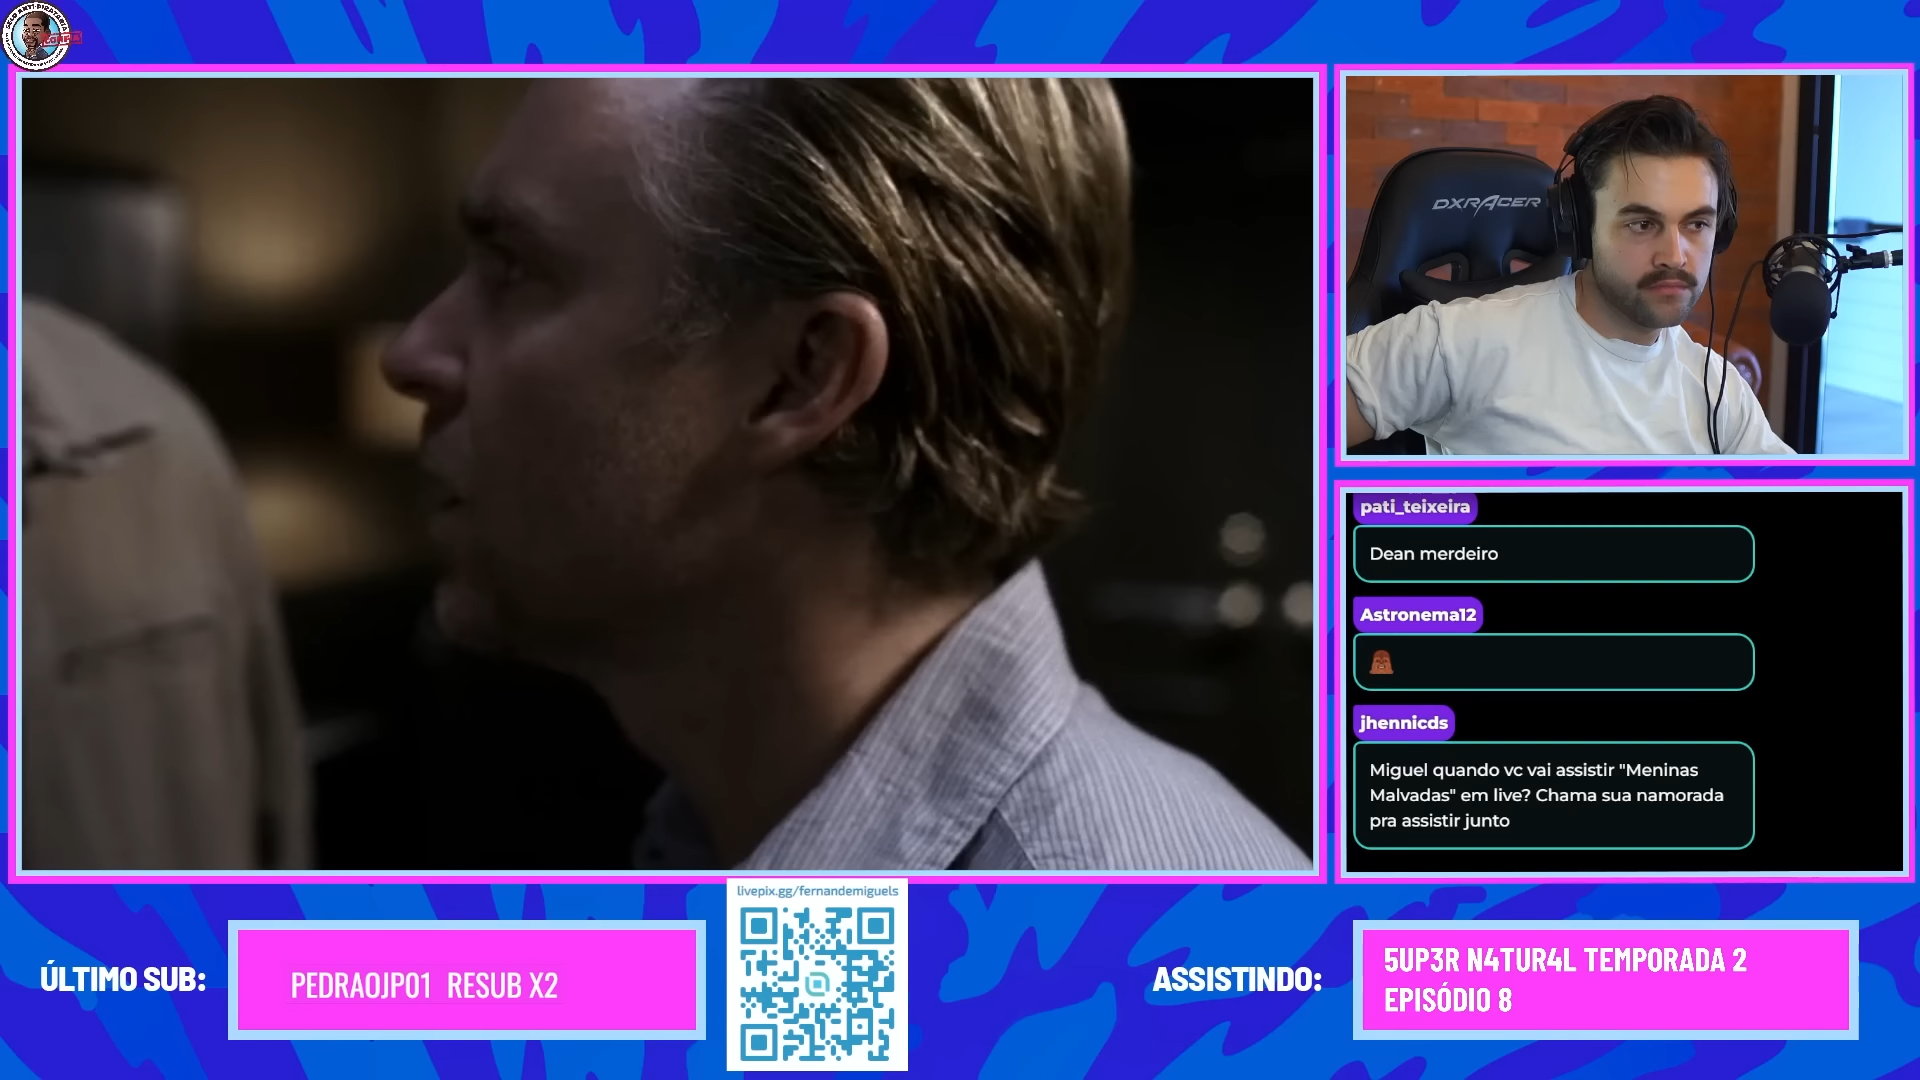 DXRACER
pati_teixeira
Dean merdeiro
Astronema12
jhennicds
Miguel quando vc vai assistir "Meninas
Malvadas" em live? Chama sua namorada
pra assistir junto
livepix.gg/fernandemiguels
ÚLTIMO SUB:
PEDRAOJP01 RESUB X2
ASSISTINDO:
5UP3R N4TUR4L TEMPORADA 2
EPISÓDIO 8